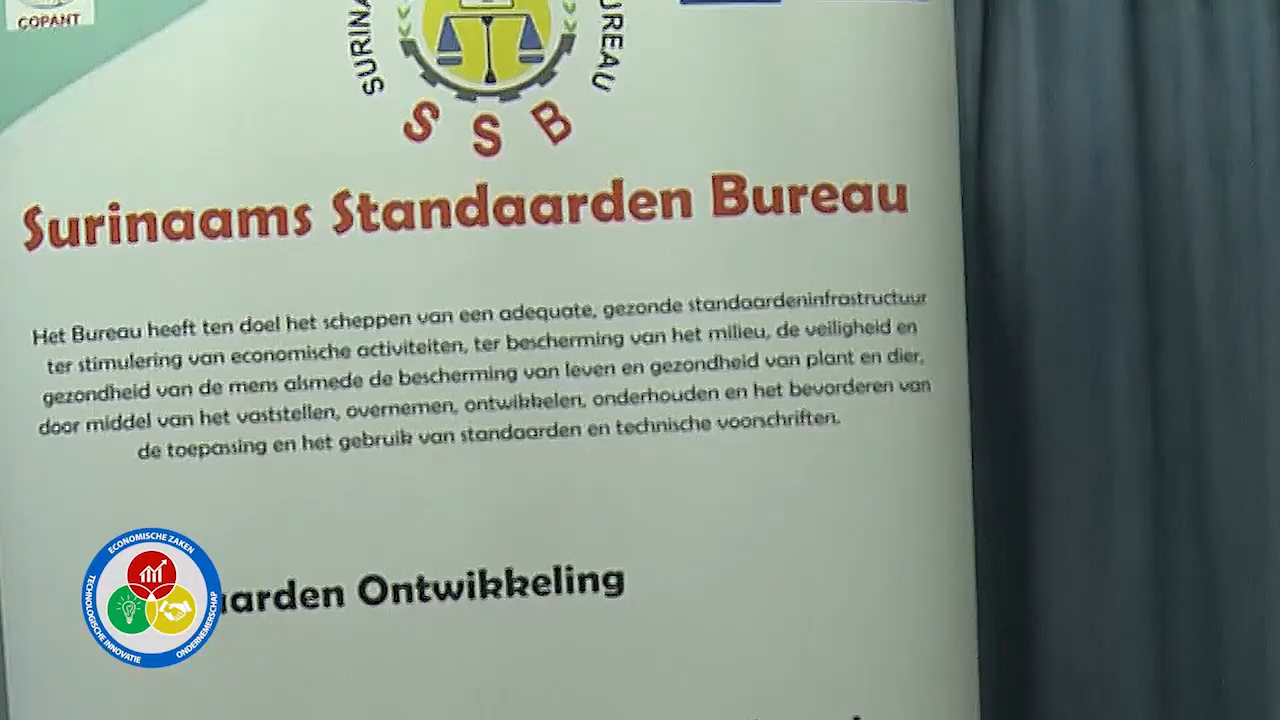 COPANT
SURINA
UREAU
S S B
Surinaams Standaarden Bureau
Het Bureau heeft ten doel het scheppen van een adequate, gezonde standaardeninfrastructuur
ter stimulering van economische activiteiten, ter bescherming van het milieu, de veiligheid en
gezondheid van de mens alsmede de bescherming van leven en gezondheid van plant en dier,
door middel van het vaststellen, overnemen, ontwikkelen, onderhouden en het bevorderen van
de toepassing en het gebruik van standaarden en technische voorschriften.
aarden Ontwikkeling
ECONOMISCHE ZAKEN
TECHNOLOGISCHE INNOVATIE
ONDERNEMERSCHAP